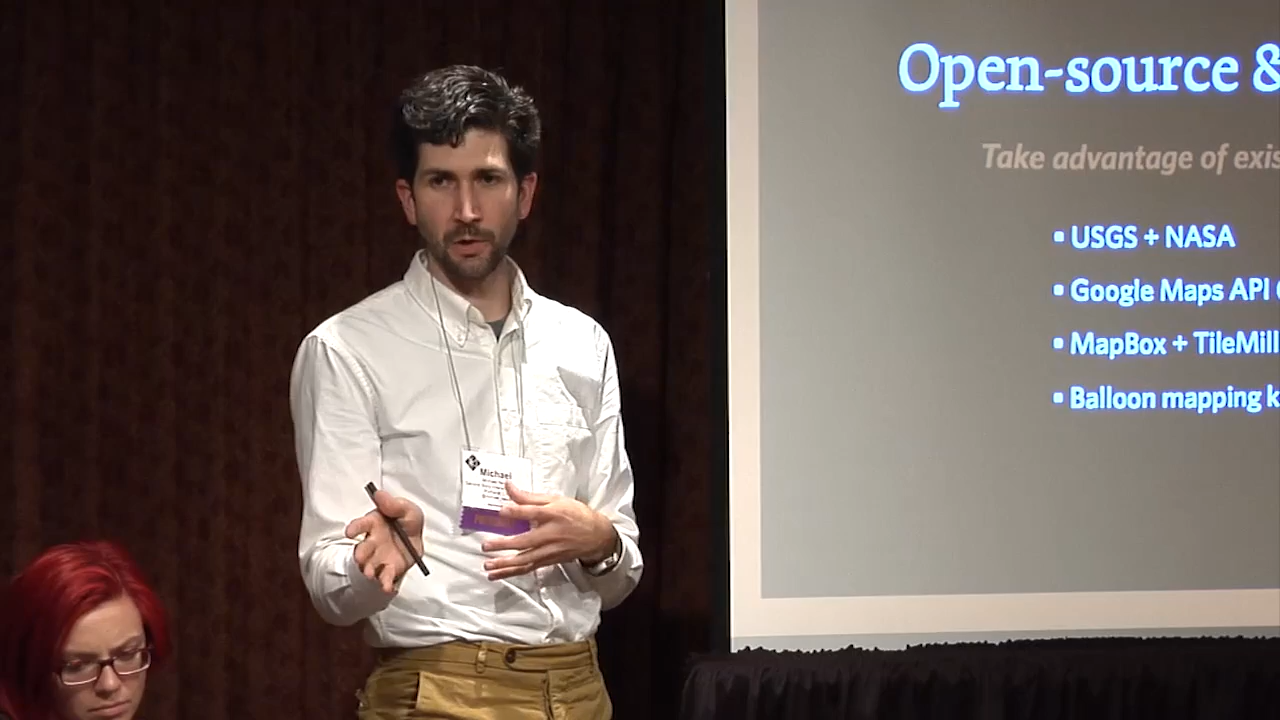 Open-source &
Take advantage of exis
▪ USGS + NASA
▪ Google Maps API
▪ MapBox + TileMill
▪ Balloon mapping k
Michael